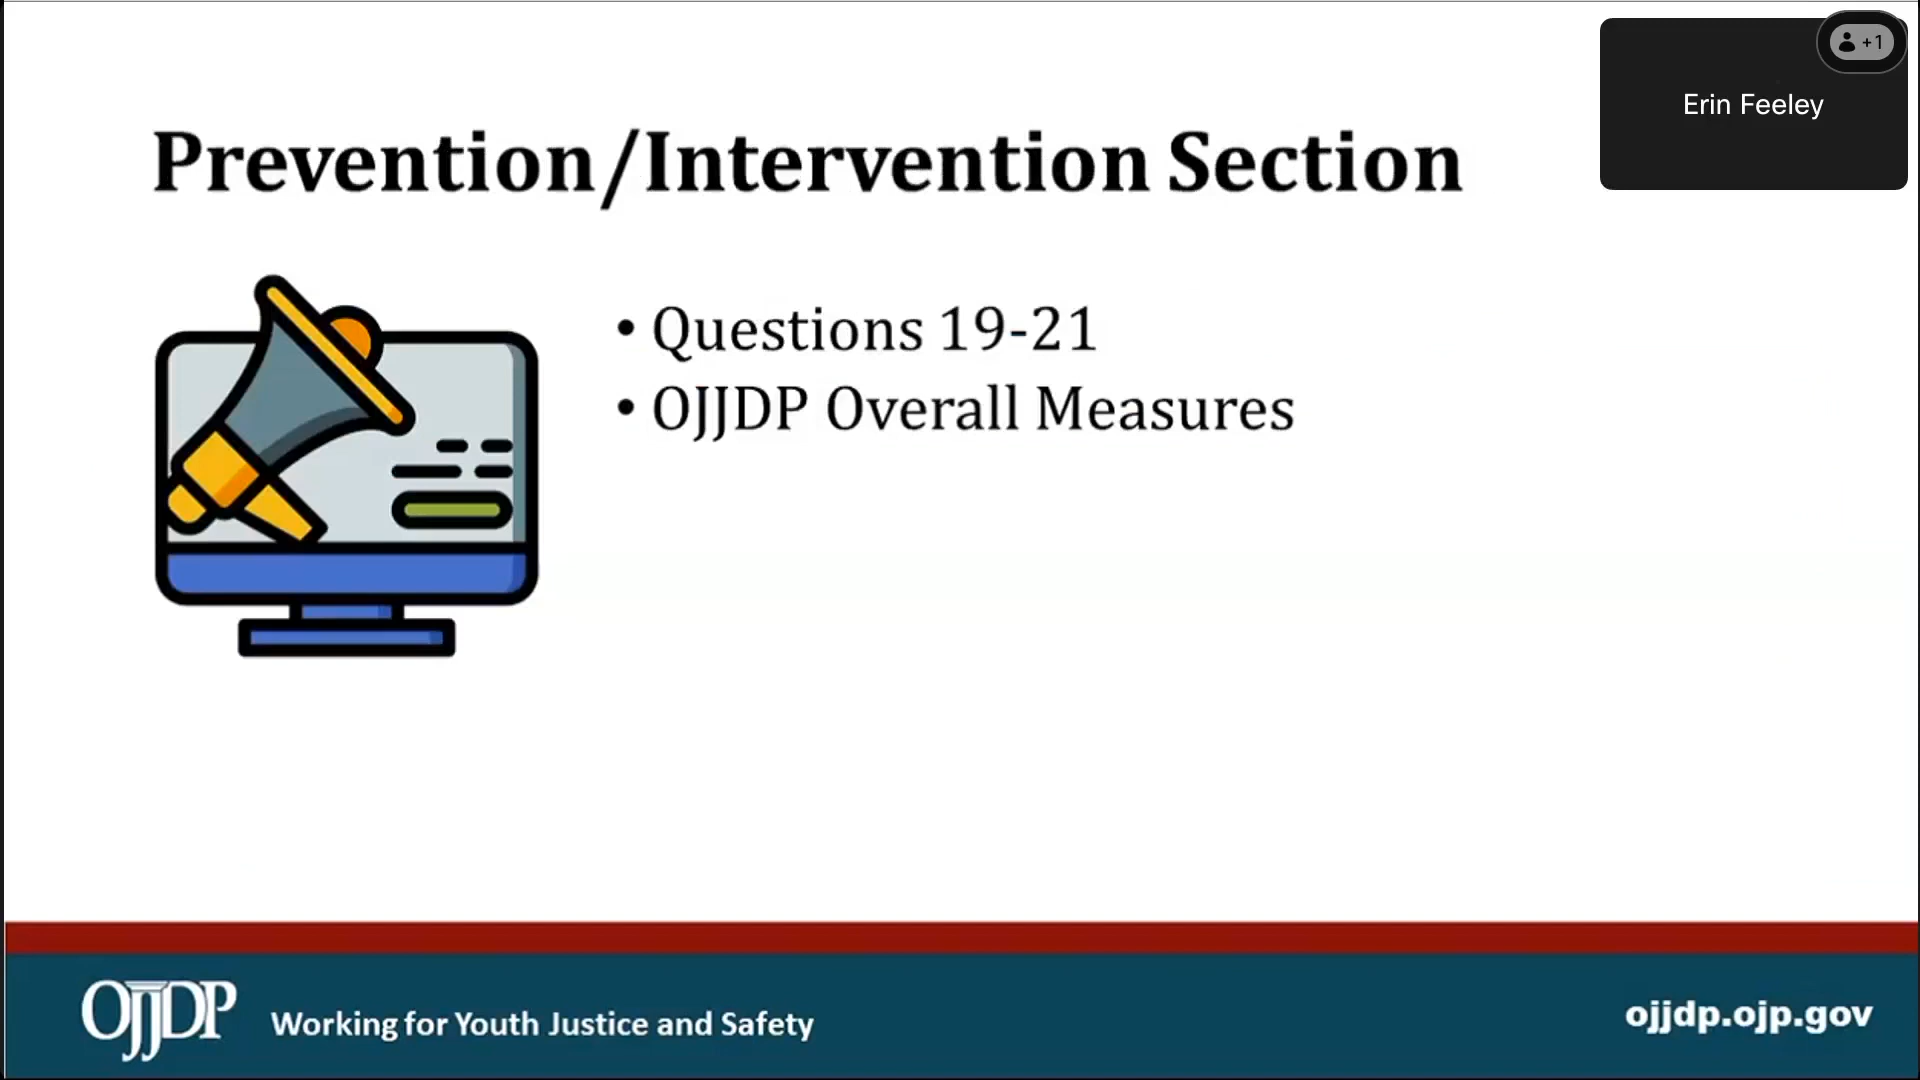 +1
Erin Feeley
Prevention/Intervention Section
• Questions 19-21
• OJJDP Overall Measures
OJJDP
Working for Youth Justice and Safety
ojjdp.ojp.gov